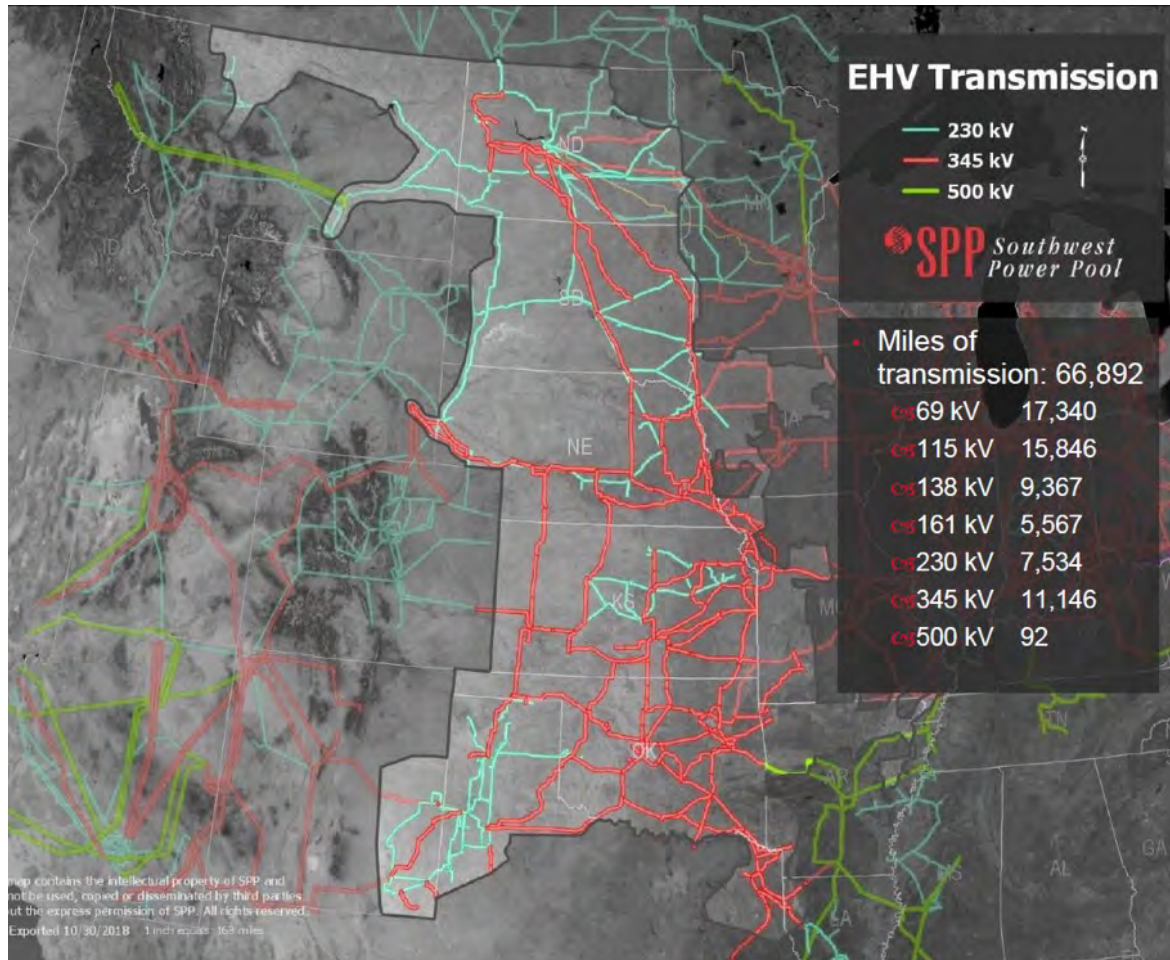 EHV Transmission
230 kV
345 kV
500 kV
SPP Southwest
Power Pool
• Miles of
transmission: 66,892
69 kV 17,340
115 kV 15,846
138 kV 9,367
161 kV 5,567
230 kV 7,534
345 kV 11,146
500 kV 92
ND
MN
ID
SD
IA
NE
KS
MO
OK
TN
AR
MS
AL
GA
LA
map contains the intellectual property of SPP and
not be used, copied or disseminated by third parties
out the express permission of SPP. All rights reserved.
Exported 10/30/2018 1 inch equals 163 miles